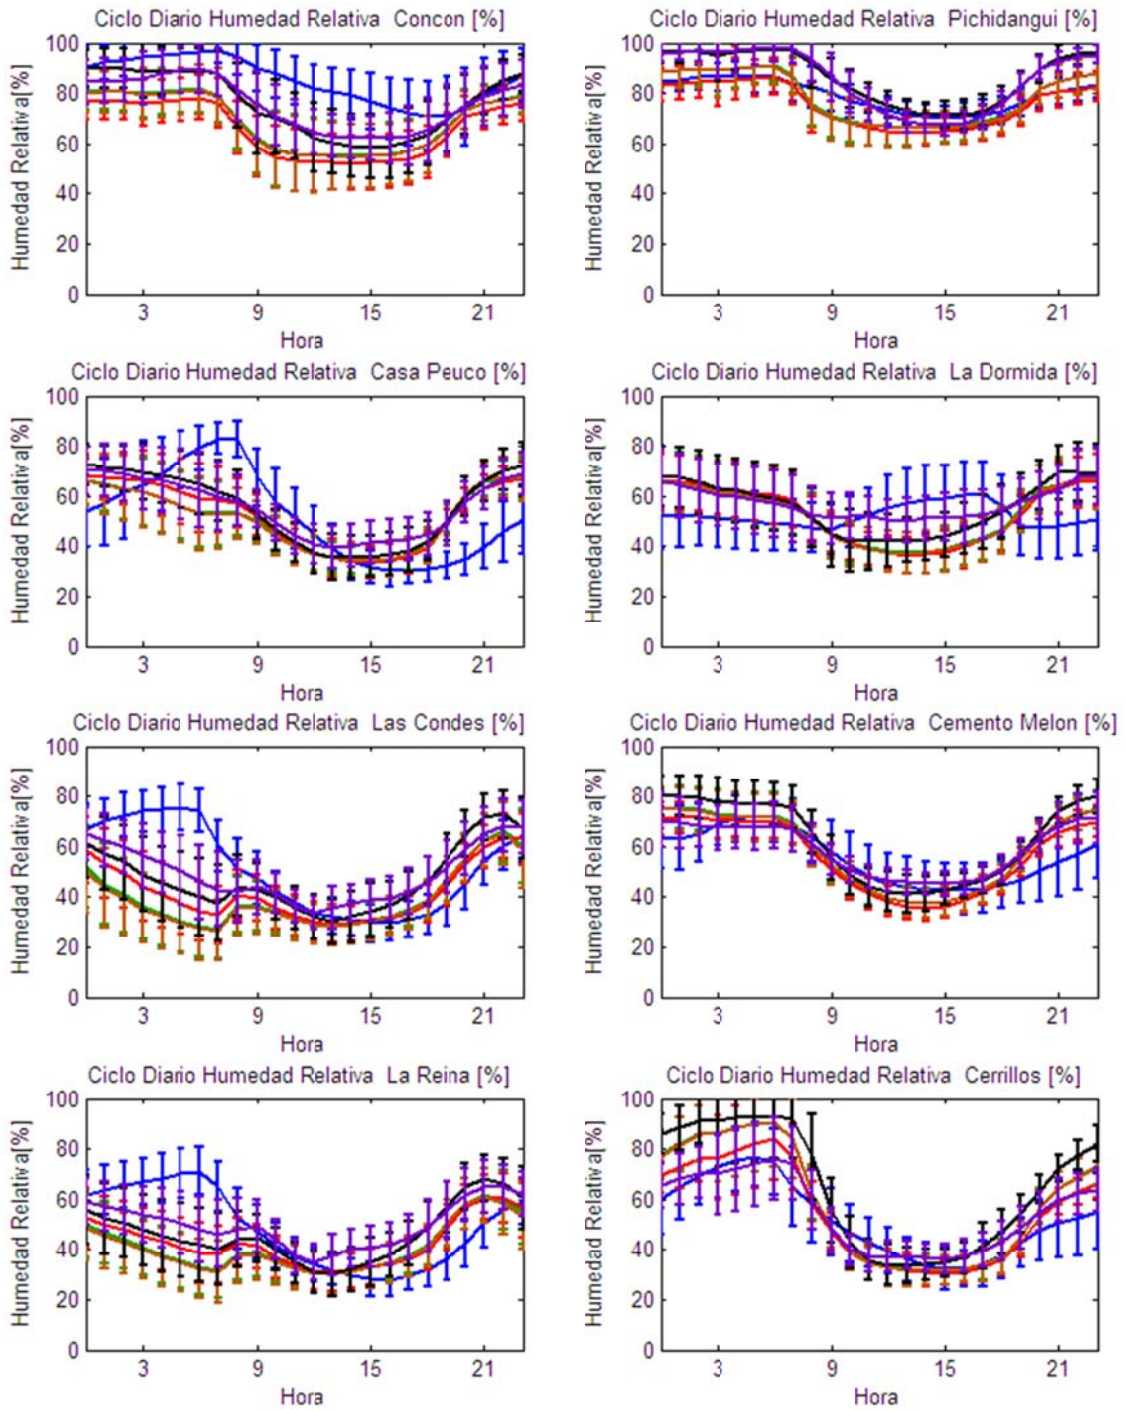 Ciclo Diario Humedad Relativa Concon [%]
Humedad Relativa[%]
100
80
60
40
20
0
3 9 15 21
Hora
Ciclo Diario Humedad Relativa Pichidangui [%]
Humedad Relativa[%]
100
80
60
40
20
0
3 9 15 21
Hora
Ciclo Diario Humedad Relativa Casa Peuco [%]
Humedad Relativa[%]
100
80
60
40
20
0
3 9 15 21
Hora
Ciclo Diario Humedad Relativa La Dormida [%]
Humedad Relativa[%]
100
80
60
40
20
0
3 9 15 21
Hora
Ciclo Diario Humedad Relativa Las Condes [%]
Humedad Relativa[%]
100
80
60
40
20
0
3 9 15 21
Hora
Ciclo Diario Humedad Relativa Cemento Melon [%]
Humedad Relativa[%]
100
80
60
40
20
0
3 9 15 21
Hora
Ciclo Diario Humedad Relativa La Reina [%]
Humedad Relativa[%]
100
80
60
40
20
0
3 9 15 21
Hora
Ciclo Diario Humedad Relativa Cerrillos [%]
Humedad Relativa[%]
100
80
60
40
20
0
3 9 15 21
Hora